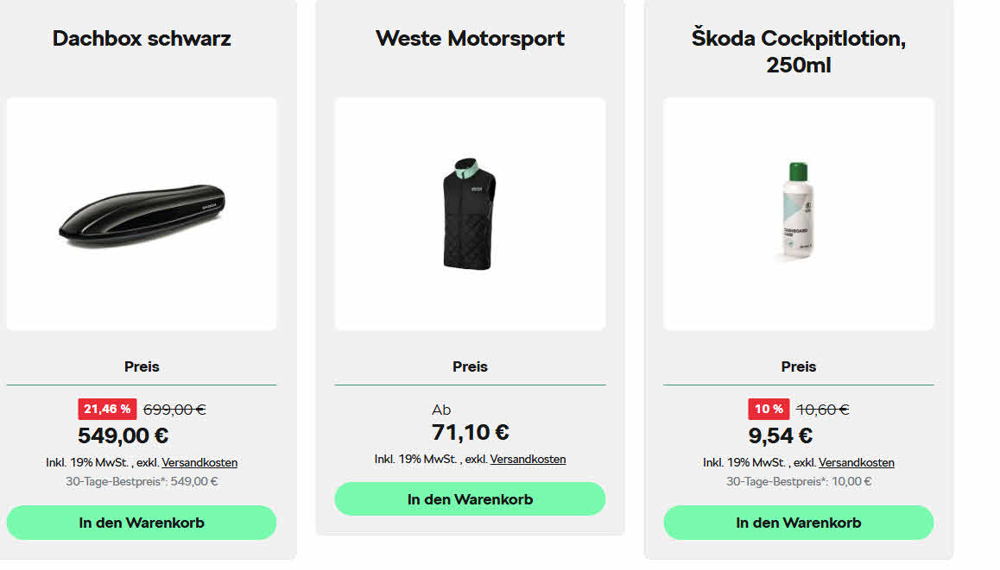 Dachbox schwarz
Preis
21,46 % 699,00 €
549,00 €
Inkl. 19% MwSt. , exkl. Versandkosten
30-Tage-Bestpreis*: 549,00 €
In den Warenkorb
Weste Motorsport
Preis
Ab
71,10 €
Inkl. 19% MwSt. , exkl. Versandkosten
In den Warenkorb
Škoda Cockpitlotion,
250ml
DASHBOARD
CARE
Preis
10 % 10,60 €
9,54 €
Inkl. 19% MwSt. , exkl. Versandkosten
30-Tage-Bestpreis*: 10,00 €
In den Warenkorb